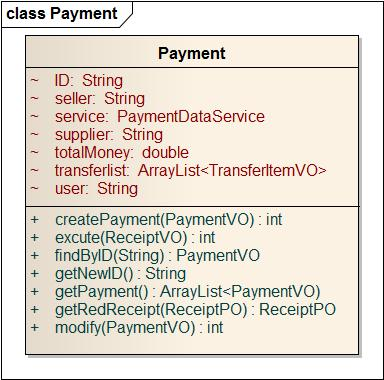 class Payment
Payment
~ ID: String
~ seller: String
~ service: PaymentDataService
~ supplier: String
~ totalMoney: double
~ transferlist: ArrayList<TransferItemVO>
~ user: String
+ createPayment(PaymentVO) : int
+ excute(ReceiptVO) : int
+ findByID(String) : PaymentVO
+ getNewID() : String
+ getPayment() : ArrayList<PaymentVO)
+ getRedReceipt(ReceiptPO) : ReceiptPO
+ modify(PaymentVO) : int